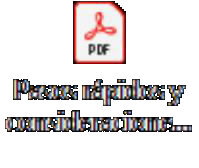 PDF
Pasos rápidos y
consideracione...